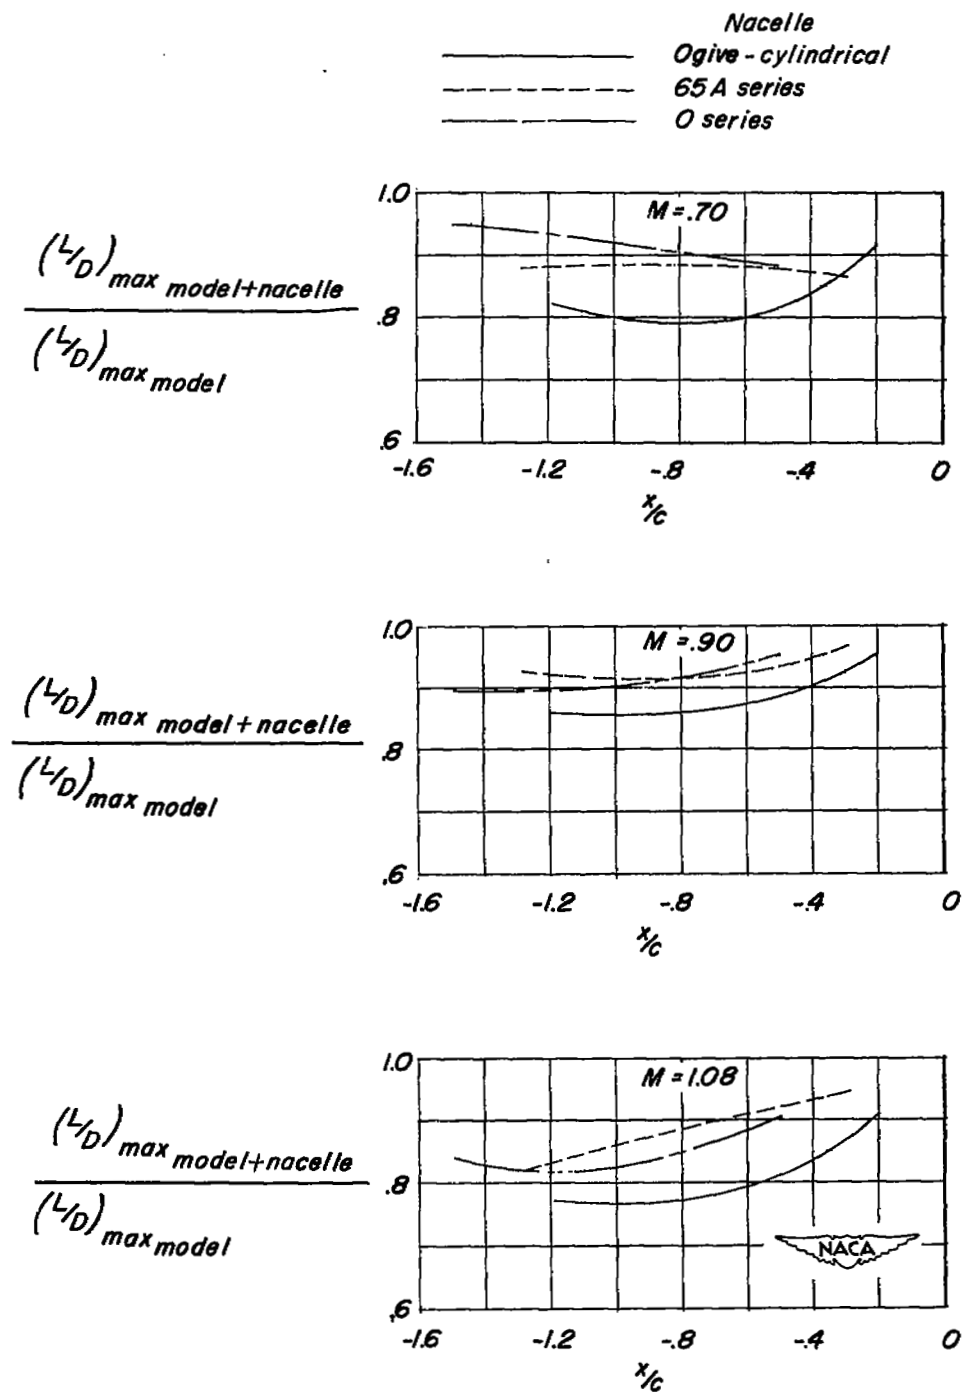 Nacelle
Ogive-cylindrical
65A series
O series
M = .70
(L/D)max model+nacelle
(L/D)max model
1.0
.8
.6
-1.6 -1.2 -.8 -.4 0
x/c
M = .90
(L/D)max model+nacelle
(L/D)max model
1.0
.8
.6
-1.6 -1.2 -.8 -.4 0
x/c
M = 1.08
(L/D)max model+nacelle
(L/D)max model
1.0
.8
.6
NACA
-1.6 -1.2 -.8 -.4 0
x/c